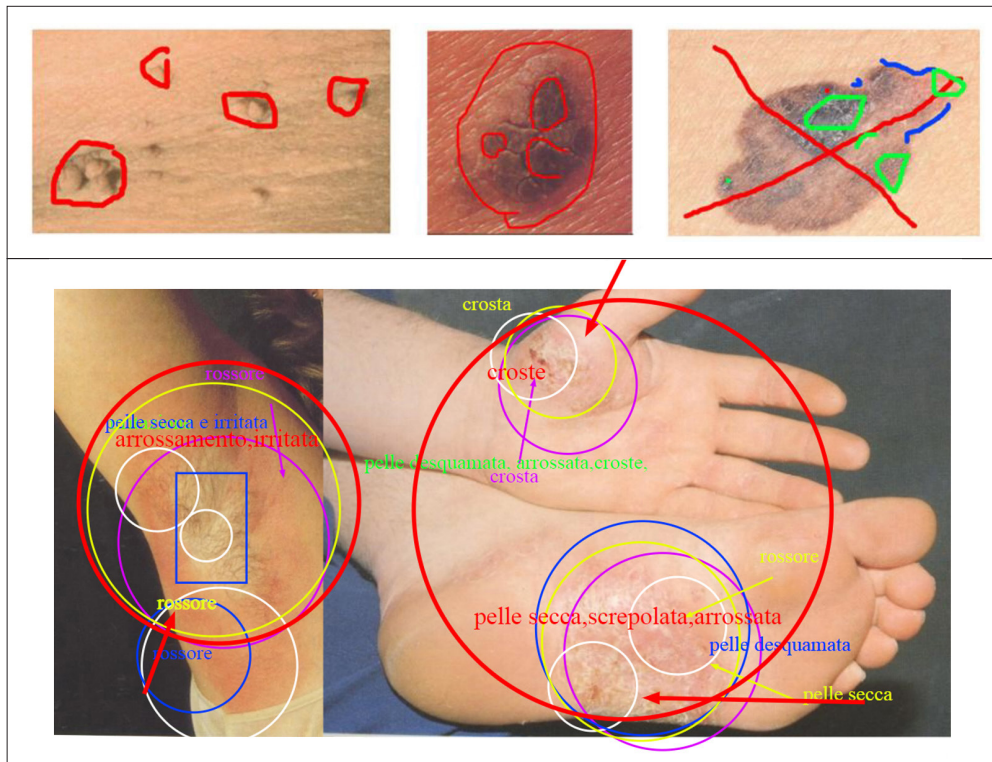 crosta
rossore
croste
pelle secca e irritata
arrossamento,irritata
pelle desquamata, arrossata,croste,
crosta
rossore
rossore
pelle secca,screpolata,arrossata
rossore
pelle desquamata
pelle secca